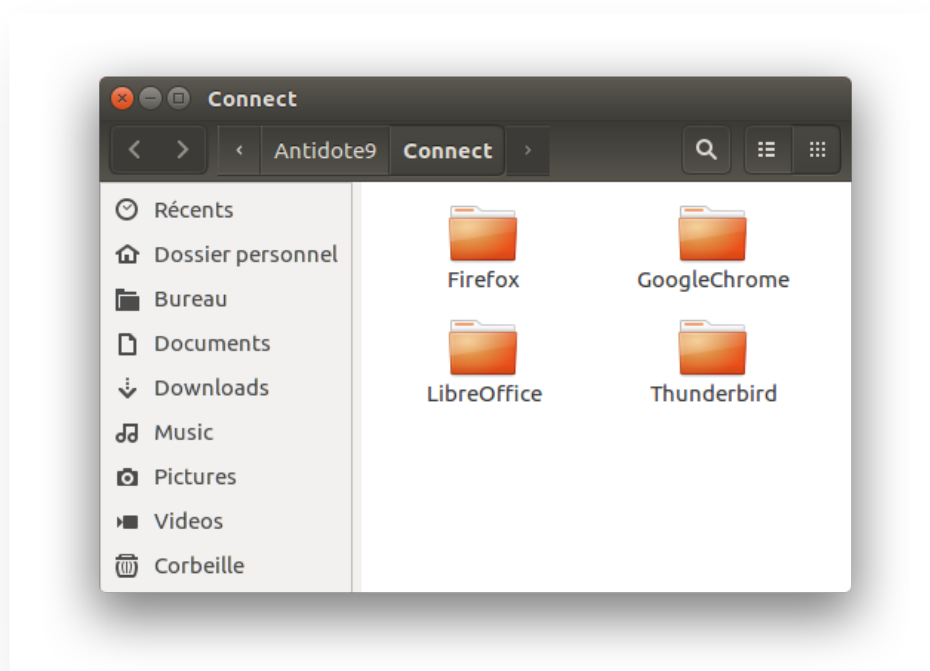 Connect
Antidote9 Connect
Récents
Dossier personnel
Bureau
Documents
Downloads
Music
Pictures
Videos
Corbeille
Firefox GoogleChrome
LibreOffice Thunderbird